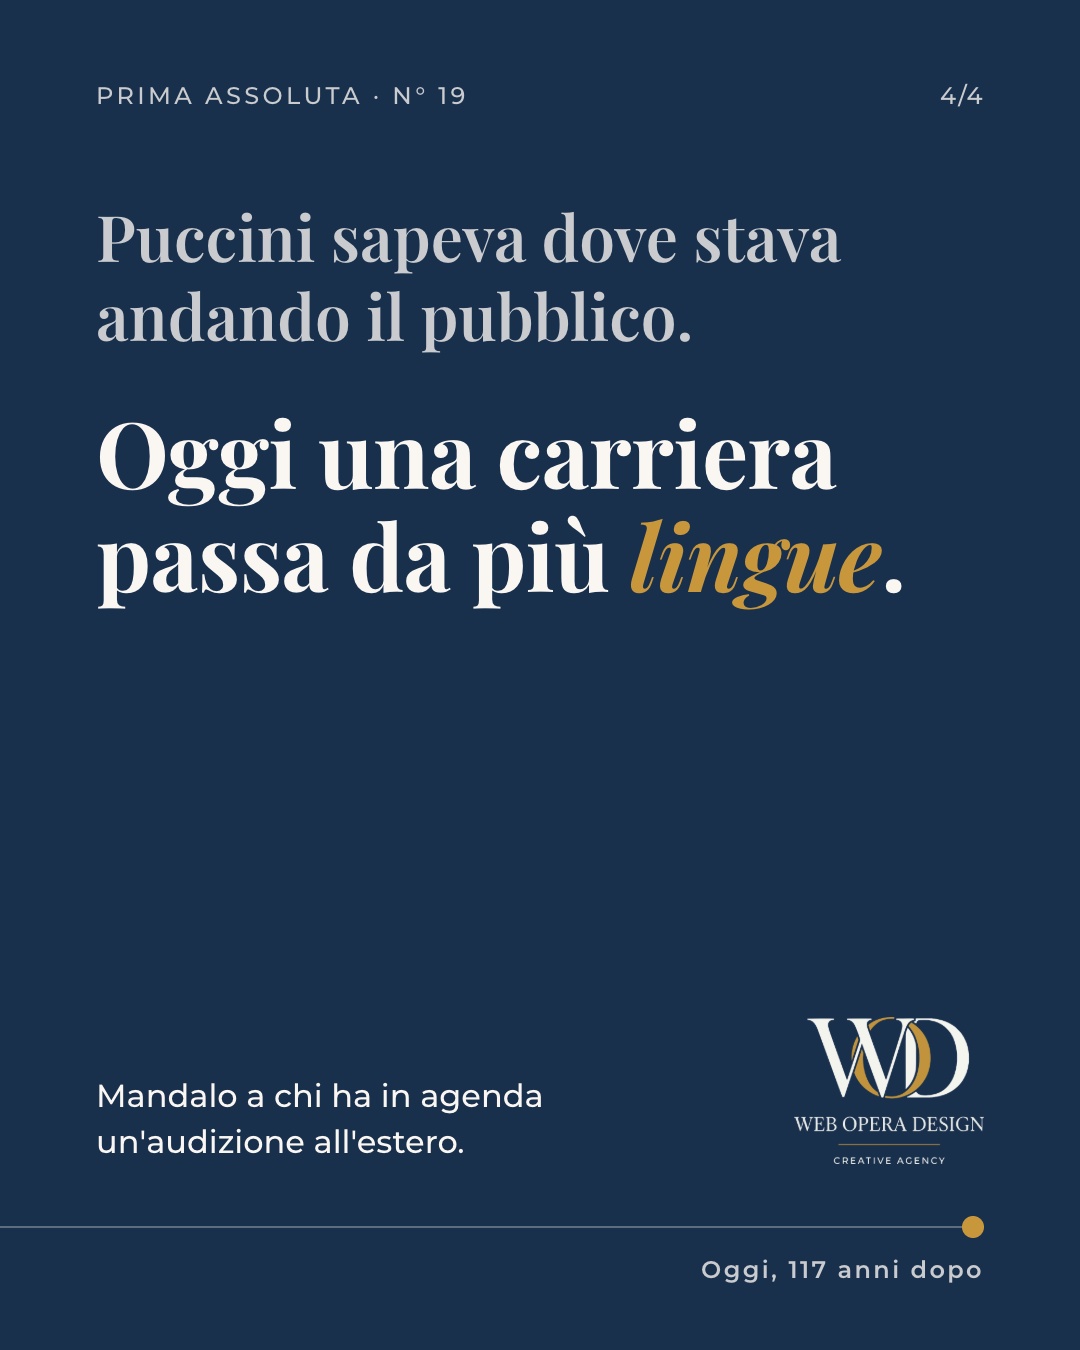 PRIMA ASSOLUTA · N° 19
4/4
Puccini sapeva dove stava
andando il pubblico.
Oggi una carriera
passa da più lingue.
Mandalo a chi ha in agenda
un'audizione all'estero.
WOD
WEB OPERA DESIGN
CREATIVE AGENCY
Oggi, 117 anni dopo